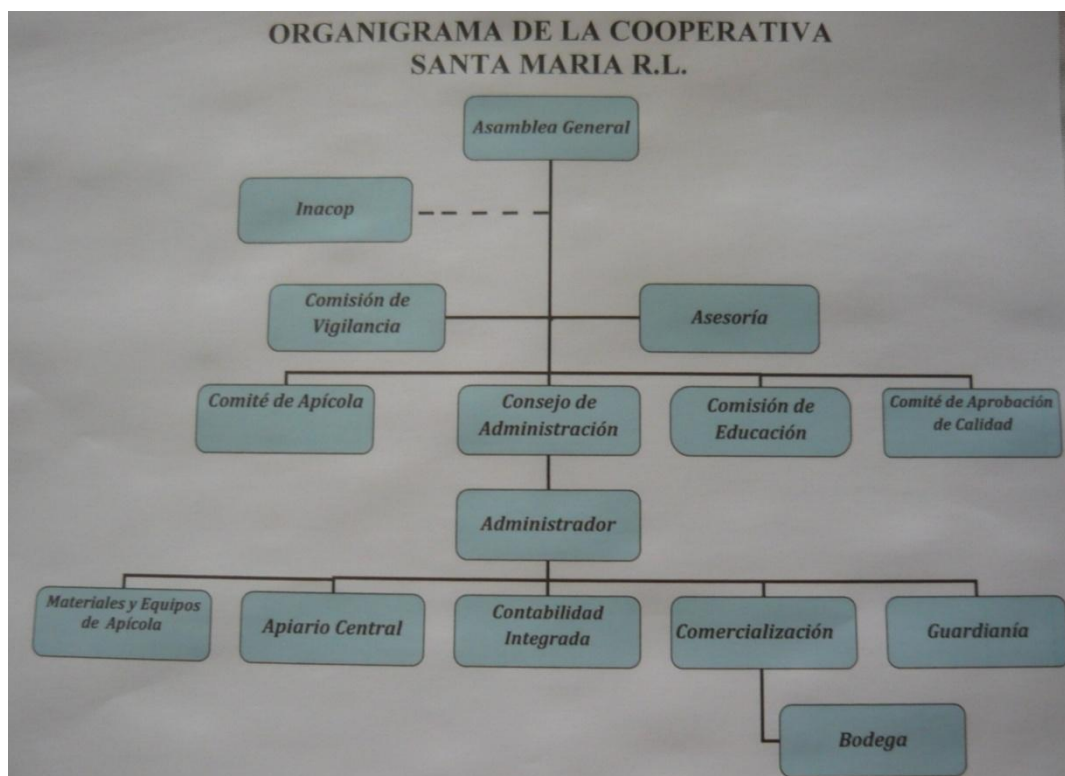 ORGANIGRAMA DE LA COOPERATIVA
SANTA MARIA R.L.
Asamblea General
Inacop
Comisión de
Vigilancia
Asesoría
Comité de Apícola
Consejo de
Administración
Comisión de
Educación
Comité de Aprobación
de Calidad
Administrador
Materiales y Equipos
de Apícola
Apiario Central
Contabilidad
Integrada
Comercialización
Guardianía
Bodega